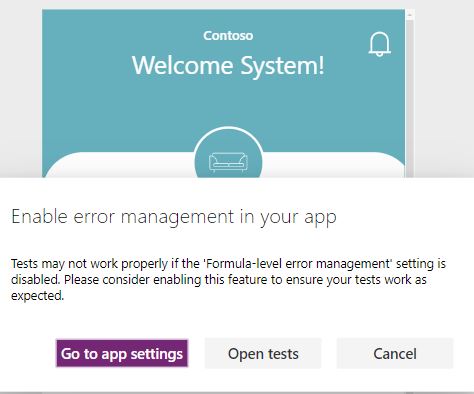 Contoso
Welcome System!
Enable error management in your app
Tests may not work properly if the 'Formula-level error management' setting is
disabled. Please consider enabling this feature to ensure your tests work as
expected.
Go to app settings
Open tests
Cancel